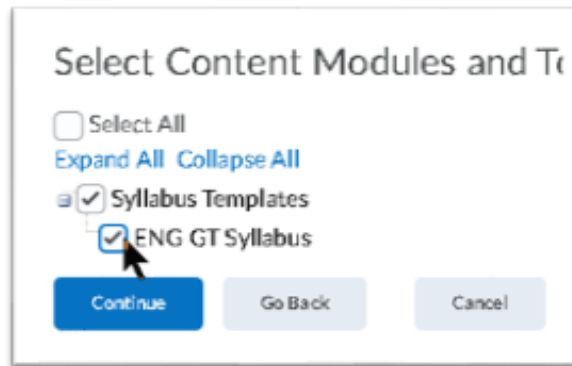 Select Content Modules and T
Select All
Expand All Collapse All
Syllabus Templates
ENG GT Syllabus
Continue Go Back Cancel